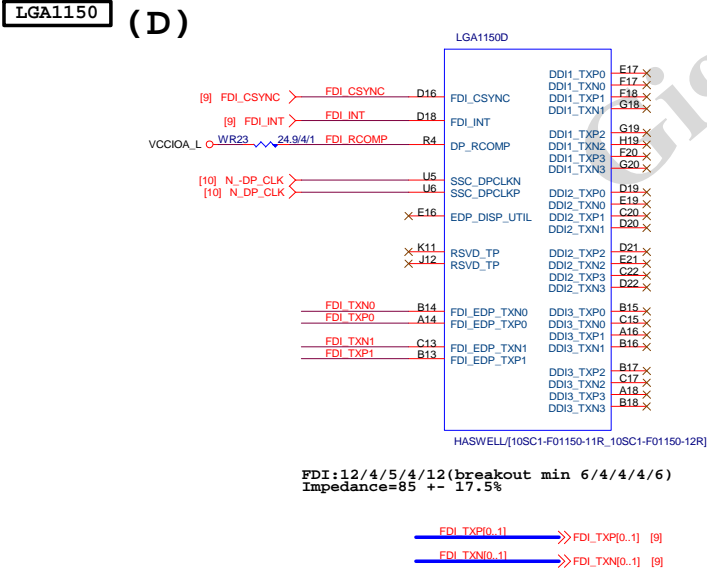 LGA1150
(D)
LGA1150D
[9] FDI_CSYNC FDI_CSYNC D16 FDI_CSYNC
[9] FDI_INT FDI_INT D18 FDI_INT
VCCIOA_L WR23 24.9/4/1 FDI_RCOMP R4 DP_RCOMP
[10] N_-DP_CLK U5 SSC_DPCLKN
[10] N_DP_CLK U6 SSC_DPCLKP
E16 EDP_DISP_UTIL
K11 RSVD_TP
J12 RSVD_TP
FDI_TXN0 B14 FDI_EDP_TXN0
FDI_TXP0 A14 FDI_EDP_TXP0
FDI_TXN1 C13 FDI_EDP_TXN1
FDI_TXP1 B13 FDI_EDP_TXP1
DDI1_TXP0 E17
DDI1_TXN0 F17
DDI1_TXP1 F18
DDI1_TXN1 G18
DDI1_TXP2 G19
DDI1_TXN2 H19
DDI1_TXP3 F20
DDI1_TXN3 G20
DDI2_TXP0 D19
DDI2_TXN0 E19
DDI2_TXP1 C20
DDI2_TXN1 D20
DDI2_TXP2 D21
DDI2_TXN2 E21
DDI2_TXP3 C22
DDI2_TXN3 D22
DDI3_TXP0 B15
DDI3_TXN0 C15
DDI3_TXP1 A16
DDI3_TXN1 B16
DDI3_TXP2 B17
DDI3_TXN2 C17
DDI3_TXP3 A18
DDI3_TXN3 B18
HASWELL/[10SC1-F01150-11R_10SC1-F01150-12R]
FDI:12/4/5/4/12(breakout min 6/4/4/4/6)
Impedance=85 +- 17.5%
FDI_TXP[0..1] FDI_TXP[0..1] [9]
FDI_TXN[0..1] FDI_TXN[0..1] [9]